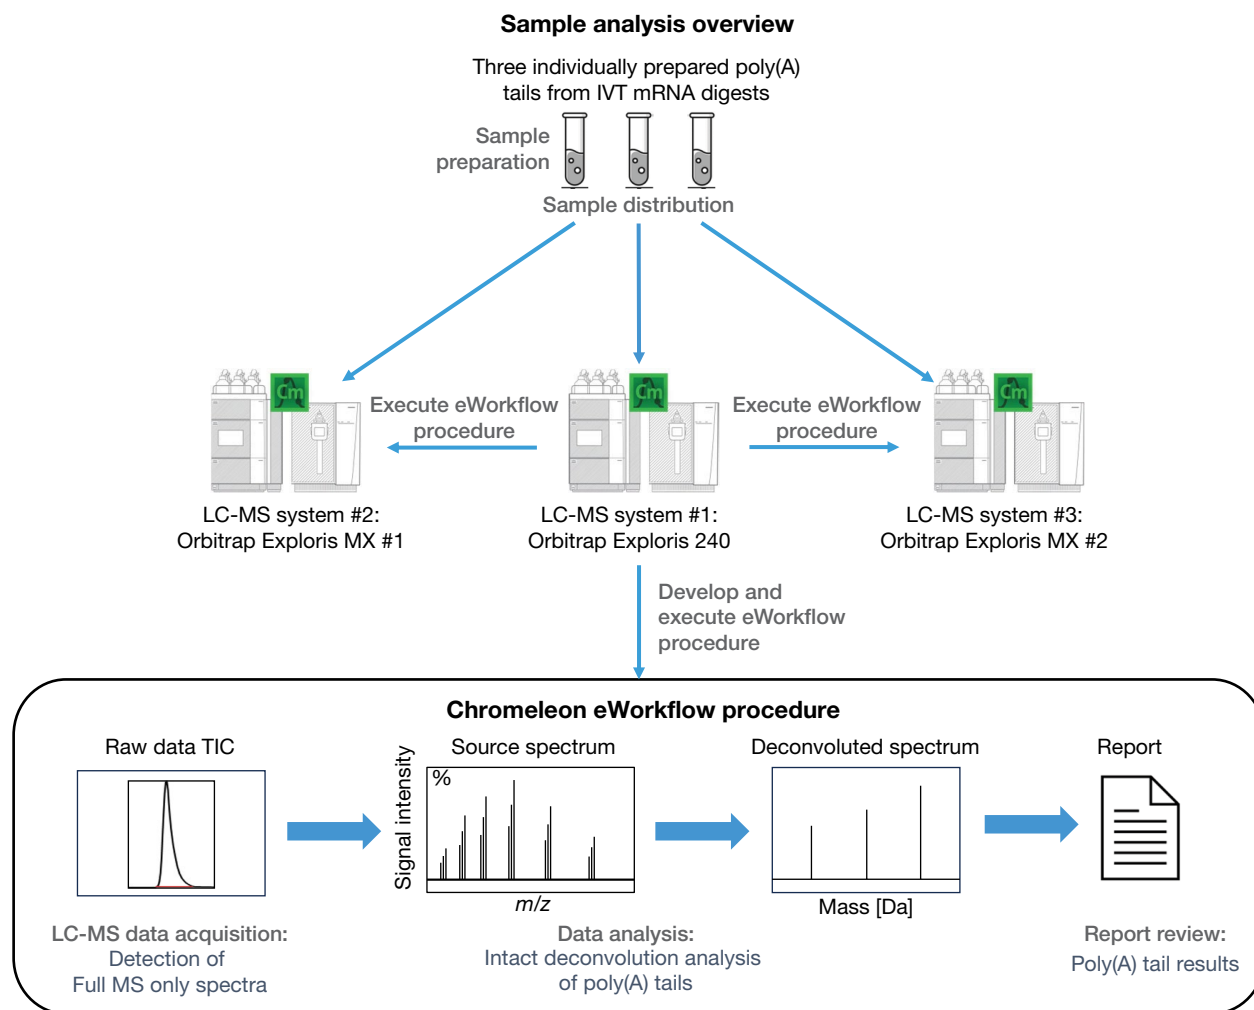 Sample analysis overview
Three individually prepared poly(A)
tails from IVT mRNA digests
Sample
preparation
Sample distribution
Cm
Cm
Cm
Execute eWorkflow
procedure
Execute eWorkflow
procedure
LC-MS system #2:
Orbitrap Exploris MX #1
LC-MS system #1:
Orbitrap Exploris 240
LC-MS system #3:
Orbitrap Exploris MX #2
Develop and
execute eWorkflow
procedure
Chromeleon eWorkflow procedure
Raw data TIC
Source spectrum
Deconvoluted spectrum
Report
Signal intensity
%
m/z
Mass [Da]
LC-MS data acquisition:
Detection of
Full MS only spectra
Data analysis:
Intact deconvolution analysis
of poly(A) tails
Report review:
Poly(A) tail results